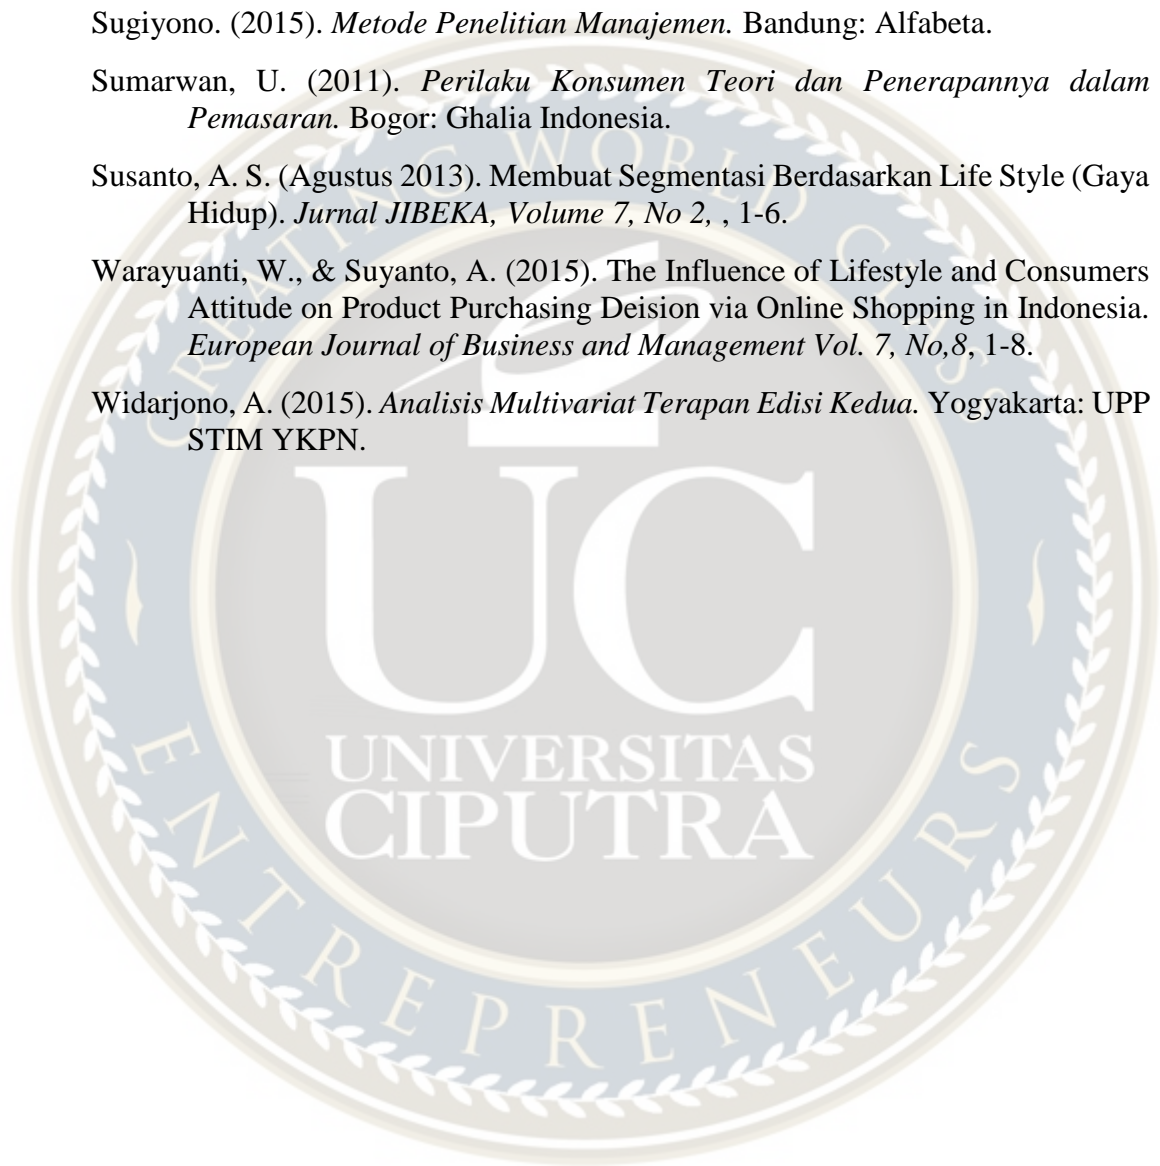 Sugiyono. (2015). Metode Penelitian Manajemen. Bandung: Alfabeta.
Sumarwan, U. (2011). Perilaku Konsumen Teori dan Penerapannya dalam
Pemasaran. Bogor: Ghalia Indonesia.
Susanto, A. S. (Agustus 2013). Membuat Segmentasi Berdasarkan Life Style (Gaya
Hidup). Jurnal JIBEKA, Volume 7, No 2, , 1-6.
Warayuanti, W., & Suyanto, A. (2015). The Influence of Lifestyle and Consumers
Attitude on Product Purchasing Deision via Online Shopping in Indonesia.
European Journal of Business and Management Vol. 7, No,8, 1-8.
Widarjono, A. (2015). Analisis Multivariat Terapan Edisi Kedua. Yogyakarta: UPP
STIM YKPN.
CREATING WORLD CLASS
UC
UNIVERSITAS
CIPUTRA
ENTREPRENEURS